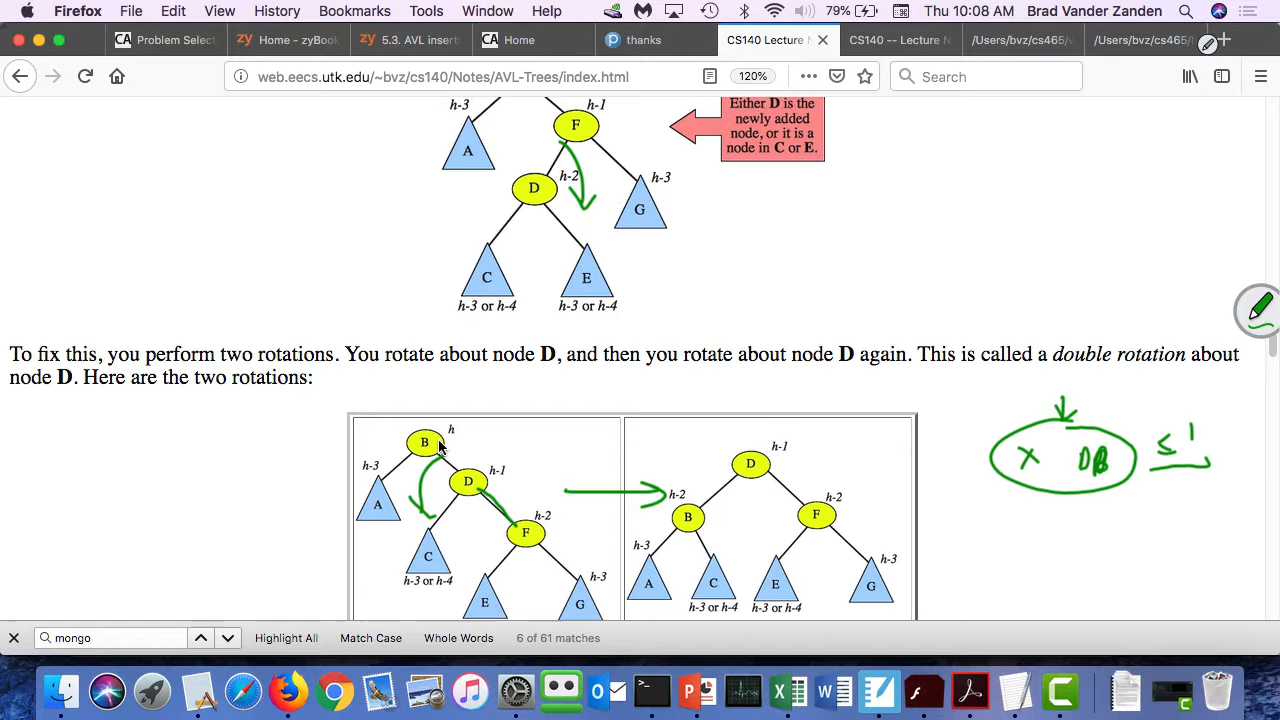 Firefox File Edit View History Bookmarks Tools Window Help 79% Thu 10:08 AM Brad Vander Zanden
CA Problem Selec zy Home - zyBook zy 5.3. AVL inserti CA Home thanks CS140 Lecture N CS140 -- Lecture N /Users/bvz/cs465/ /Users/bvz/cs465/
web.eecs.utk.edu/~bvz/cs140/Notes/AVL-Trees/index.html 120% Search
h-3 h-1
Either D is the
newly added
node, or it is a
node in C or E.
F
A
D h-2 h-3
G
C E
h-3 or h-4 h-3 or h-4
To fix this, you perform two rotations. You rotate about node D, and then you rotate about node D again. This is called a double rotation about
node D. Here are the two rotations:
B h
h-3 D h-1
A
F h-2
C
h-3 or h-4
E G h-3
D h-1
h-2 B F h-2
h-3 A C E G h-3
h-3 or h-4 h-3 or h-4
X DB ≤ 1
mongo Highlight All Match Case Whole Words 6 of 61 matches